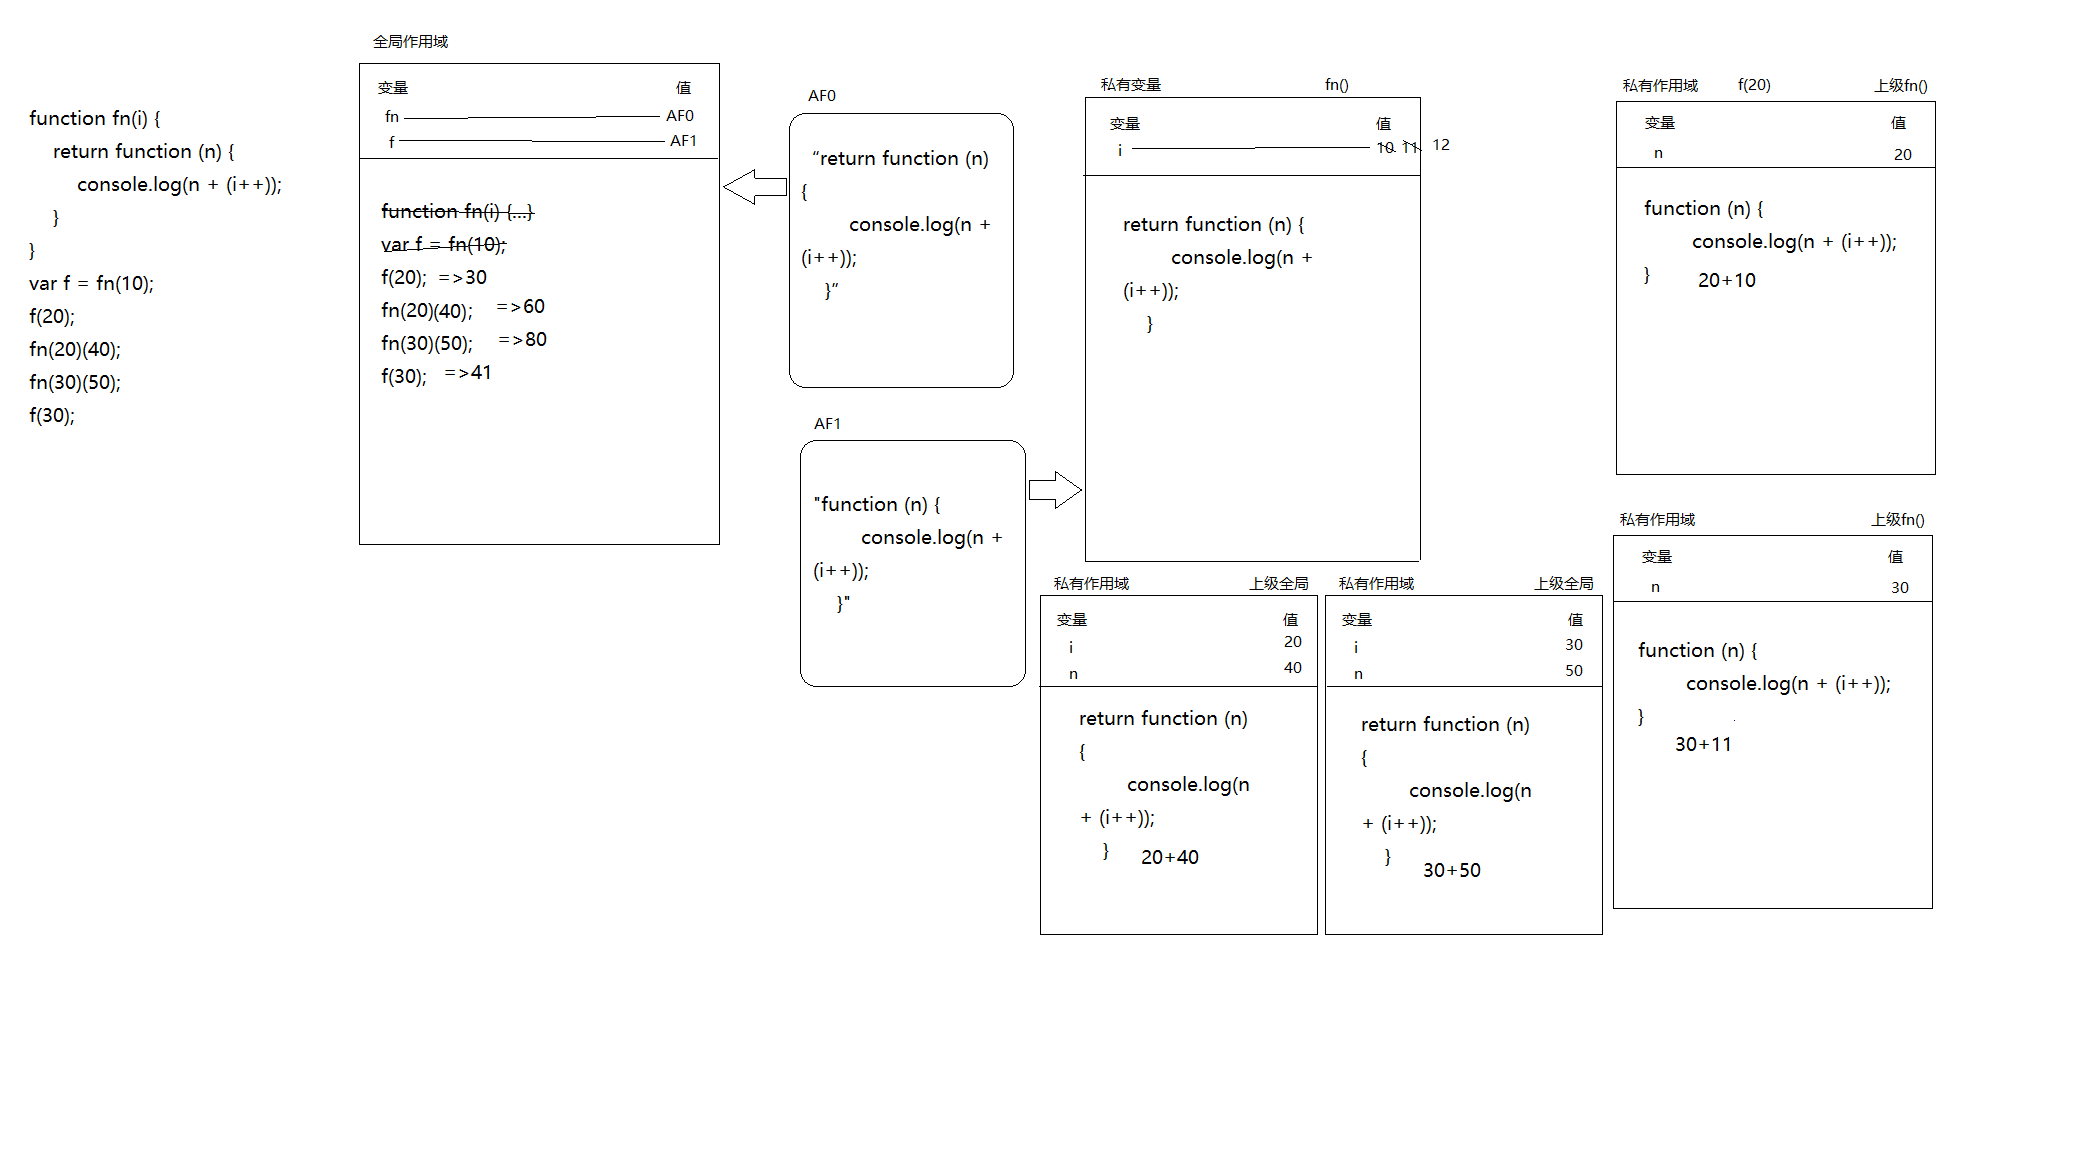 function fn(i) {
return function (n) {
console.log(n + (i++));
}
}
var f = fn(10);
f(20);
fn(20)(40);
fn(30)(50);
f(30);
全局作用域
变量 值
fn AF0
f AF1
function fn(i) {...}
var f = fn(10);
f(20); =>30
fn(20)(40); =>60
fn(30)(50); =>80
f(30); =>41
AF0
“return function (n)
{
console.log(n +
(i++));
}”
AF1
"function (n) {
console.log(n +
(i++));
}"
私有变量 fn()
变量 值
i 10 11 12
return function (n) {
console.log(n +
(i++));
}
私有作用域 上级全局
变量 值
i 20
n 40
return function (n)
{
console.log(n
+ (i++));
} 20+40
私有作用域 上级全局
变量 值
i 30
n 50
return function (n)
{
console.log(n
+ (i++));
} 30+50
私有作用域 f(20) 上级fn()
变量 值
n 20
function (n) {
console.log(n + (i++));
} 20+10
私有作用域 上级fn()
变量 值
n 30
function (n) {
console.log(n + (i++));
}
30+11